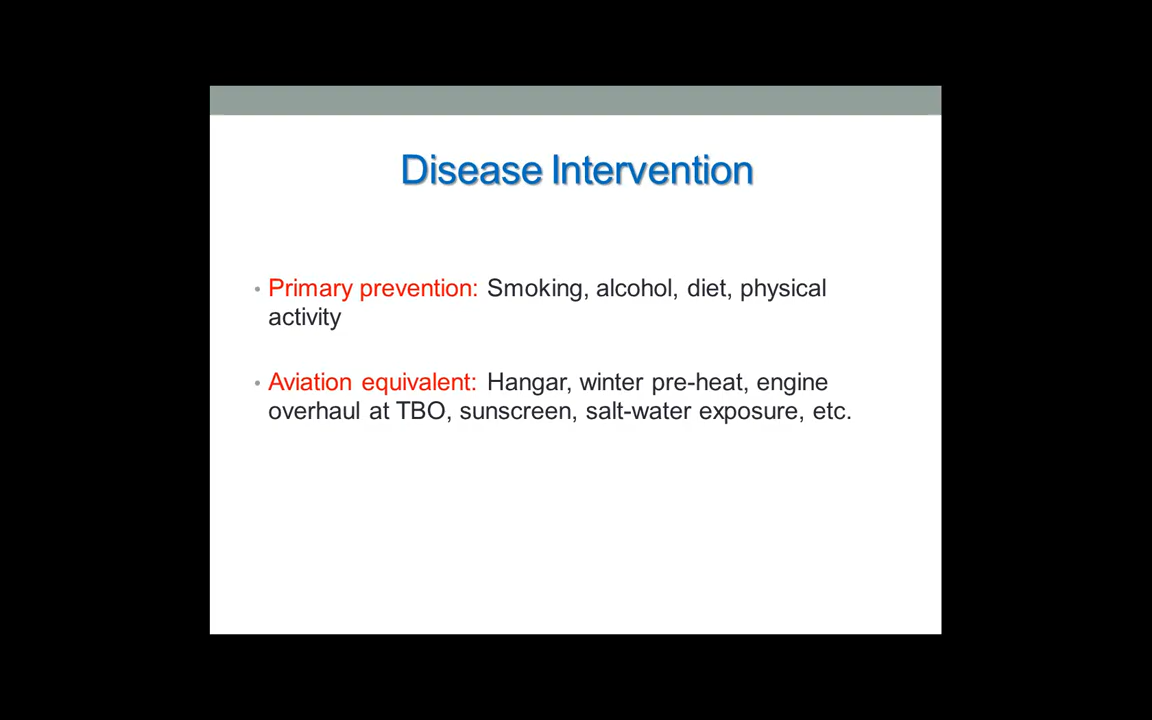 Disease Intervention
• Primary prevention: Smoking, alcohol, diet, physical
activity
• Aviation equivalent: Hangar, winter pre-heat, engine
overhaul at TBO, sunscreen, salt-water exposure, etc.